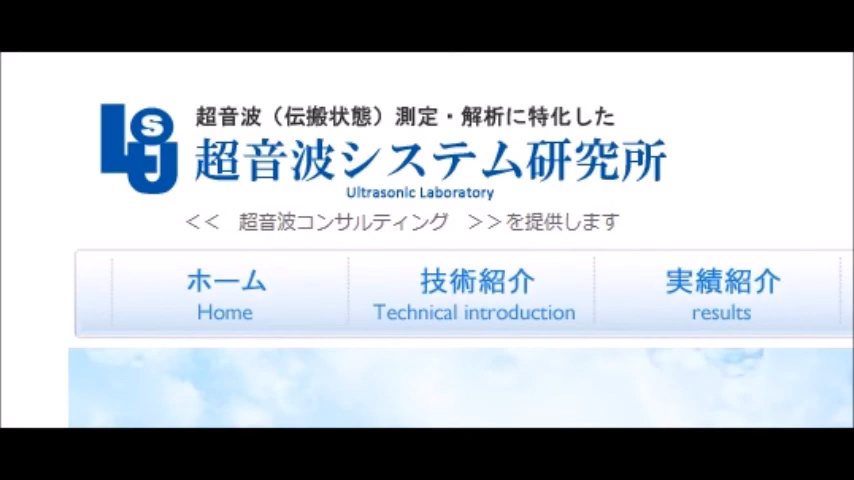 LSJ
超音波（伝搬状態）測定・解析に特化した
超音波システム研究所
Ultrasonic Laboratory
＜＜　超音波コンサルティング　＞＞を提供します
ホーム
Home
技術紹介
Technical introduction
実績紹介
results